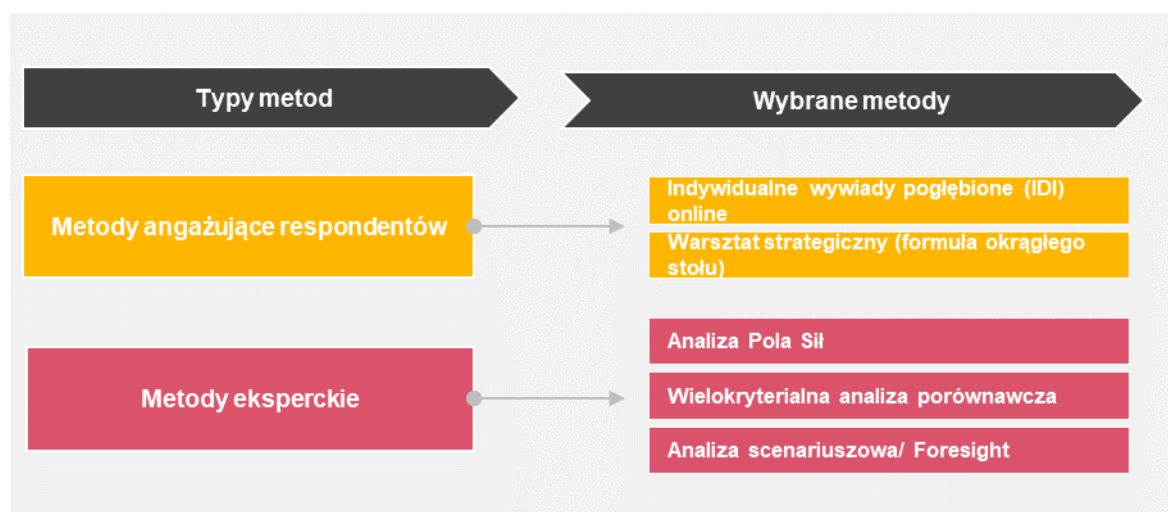 Typy metod
Wybrane metody
Metody angażujące respondentów
Indywidualne wywiady pogłębione (IDI)
online
Warsztat strategiczny (formuła okrągłego
stołu)
Metody eksperckie
Analiza Pola Sił
Wielokryterialna analiza porównawcza
Analiza scenariuszowa/ Foresight